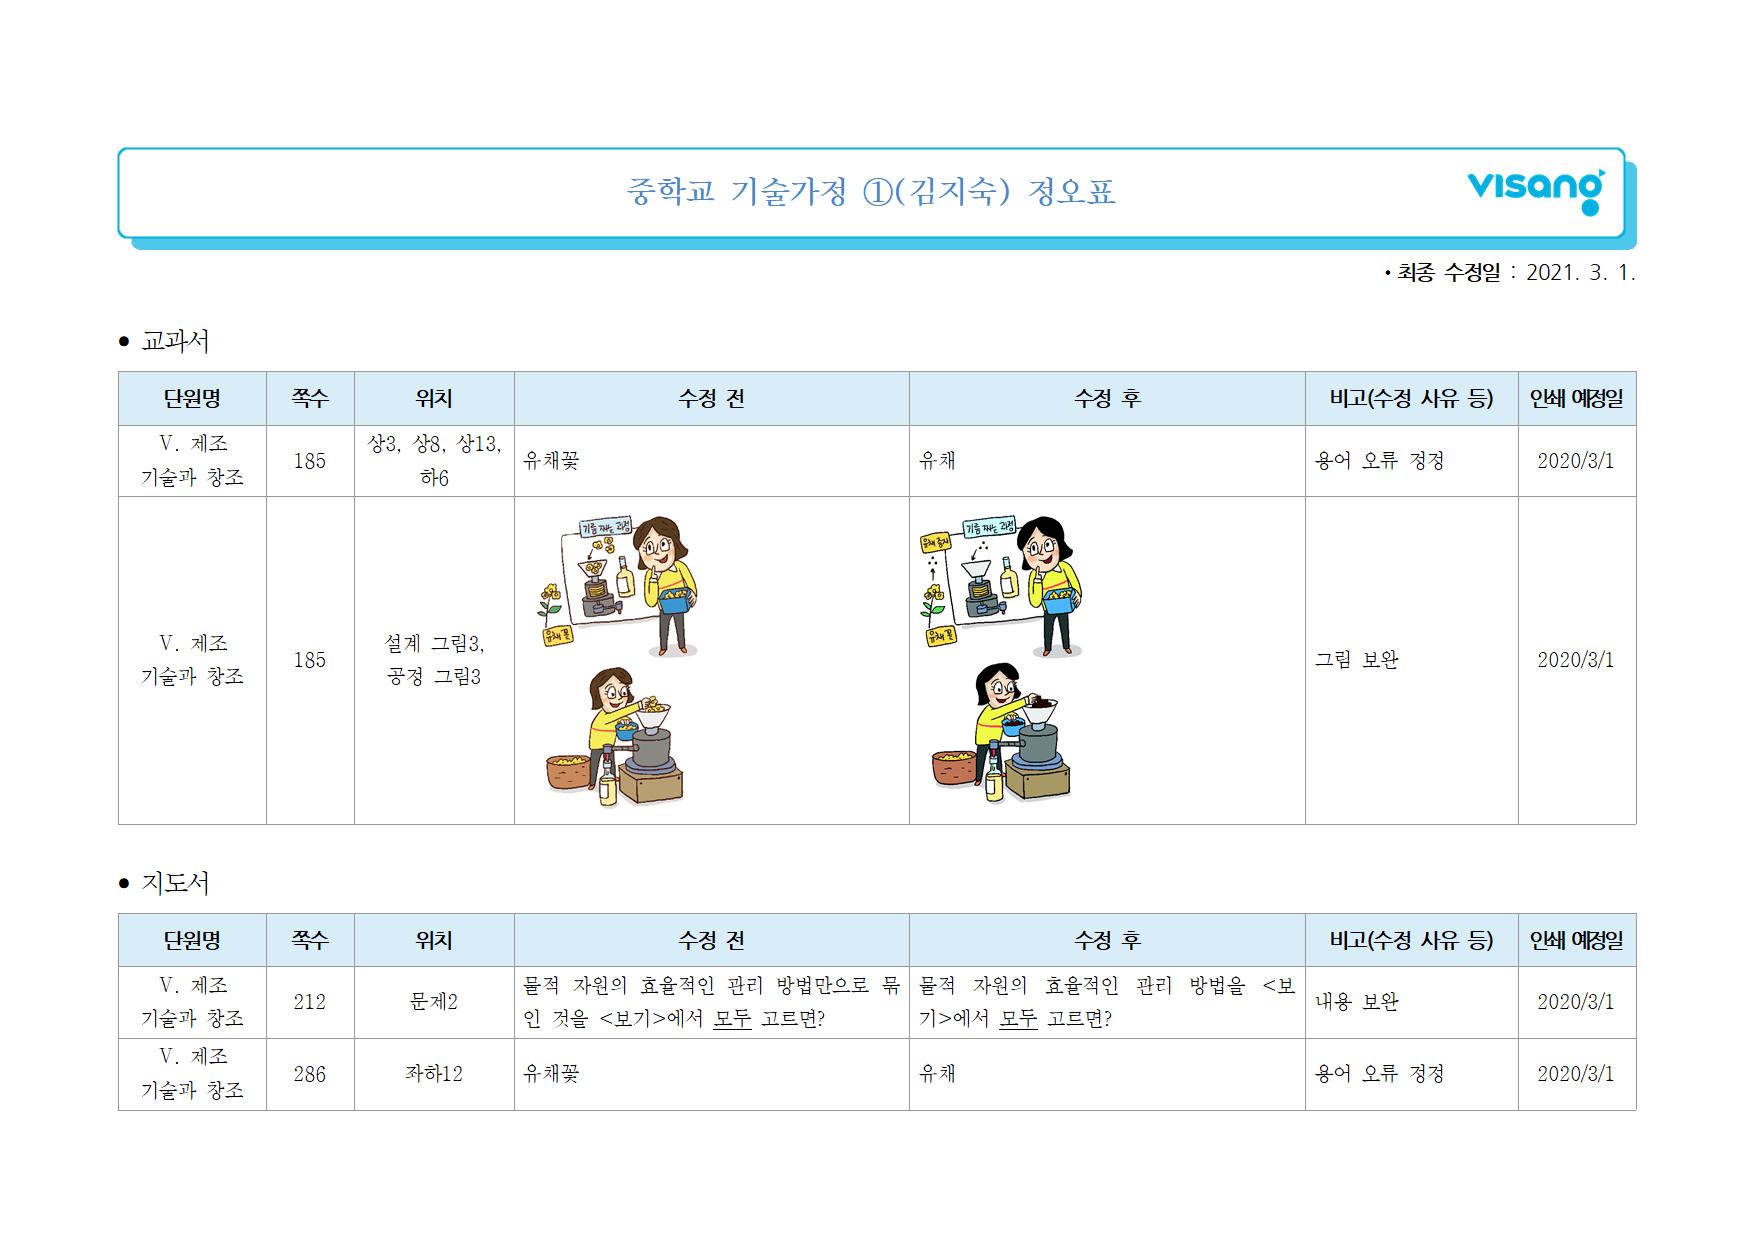 중학교 기술가정 ①(김지숙) 정오표
visang
• 최종 수정일 : 2021. 3. 1.
● 교과서
단원명 쪽수 위치 수정 전 수정 후 비고(수정 사유 등) 인쇄 예정일
Ⅴ. 제조
기술과 창조
185
상3, 상8, 상13,
하6
유채꽃
유채
용어 오류 정정
2020/3/1
Ⅴ. 제조
기술과 창조
185
설계 그림3,
공정 그림3
기름 짜는 과정
유채 꽃
기름 짜는 과정
유채 종자
유채 꽃
그림 보완
2020/3/1
● 지도서
단원명 쪽수 위치 수정 전 수정 후 비고(수정 사유 등) 인쇄 예정일
Ⅴ. 제조
기술과 창조
212
문제2
물적 자원의 효율적인 관리 방법만으로 묶
인 것을 <보기>에서 모두 고르면?
물적 자원의 효율적인 관리 방법을 <보
기>에서 모두 고르면?
내용 보완
2020/3/1
Ⅴ. 제조
기술과 창조
286
좌하12
유채꽃
유채
용어 오류 정정
2020/3/1